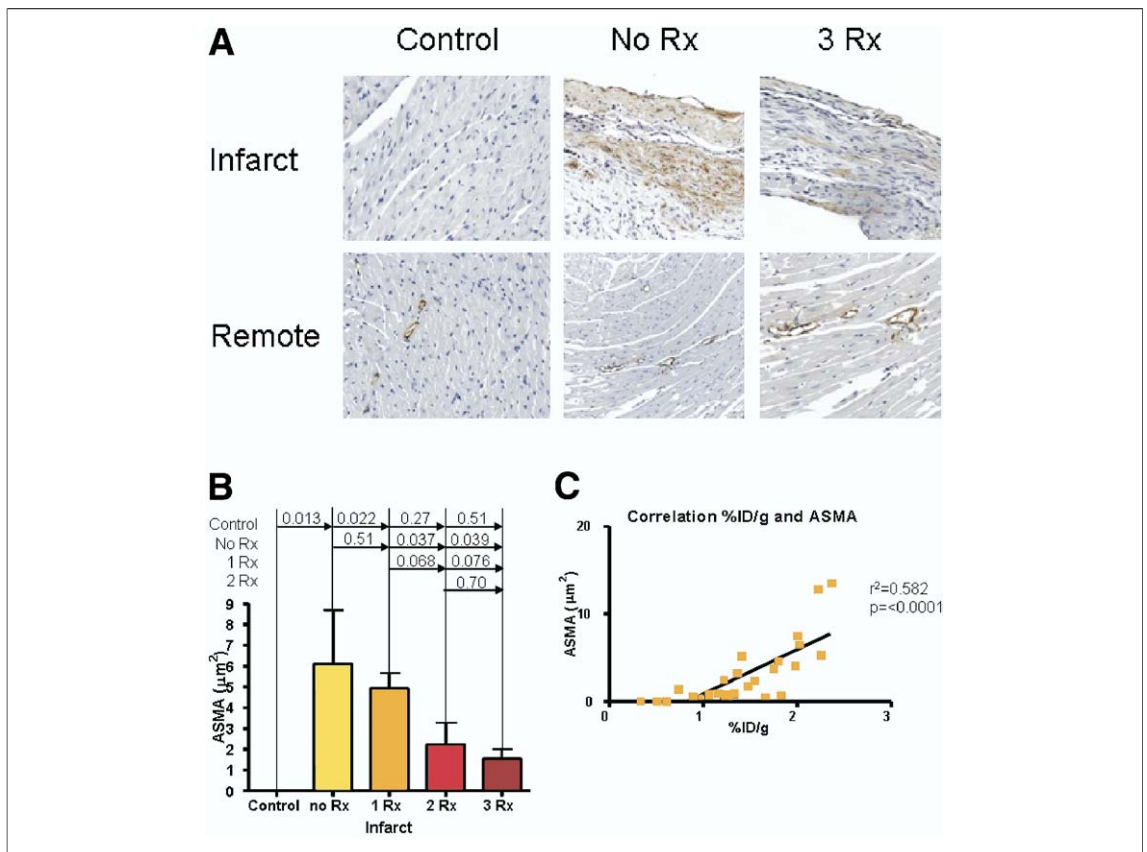 A
Control No Rx 3 Rx
Infarct
Remote
B
Control 0.013 0.022 0.27 0.51
No Rx 0.51 0.037 0.039
1 Rx 0.068 0.076
2 Rx 0.70
ASMA (μm²)
9
8
7
6
5
4
3
2
1
0
Control no Rx 1 Rx 2 Rx 3 Rx
Infarct
C
Correlation %ID/g and ASMA
r²=0.582
p=<0.0001
ASMA (μm²)
20
10
0
0 1 2 3
%ID/g